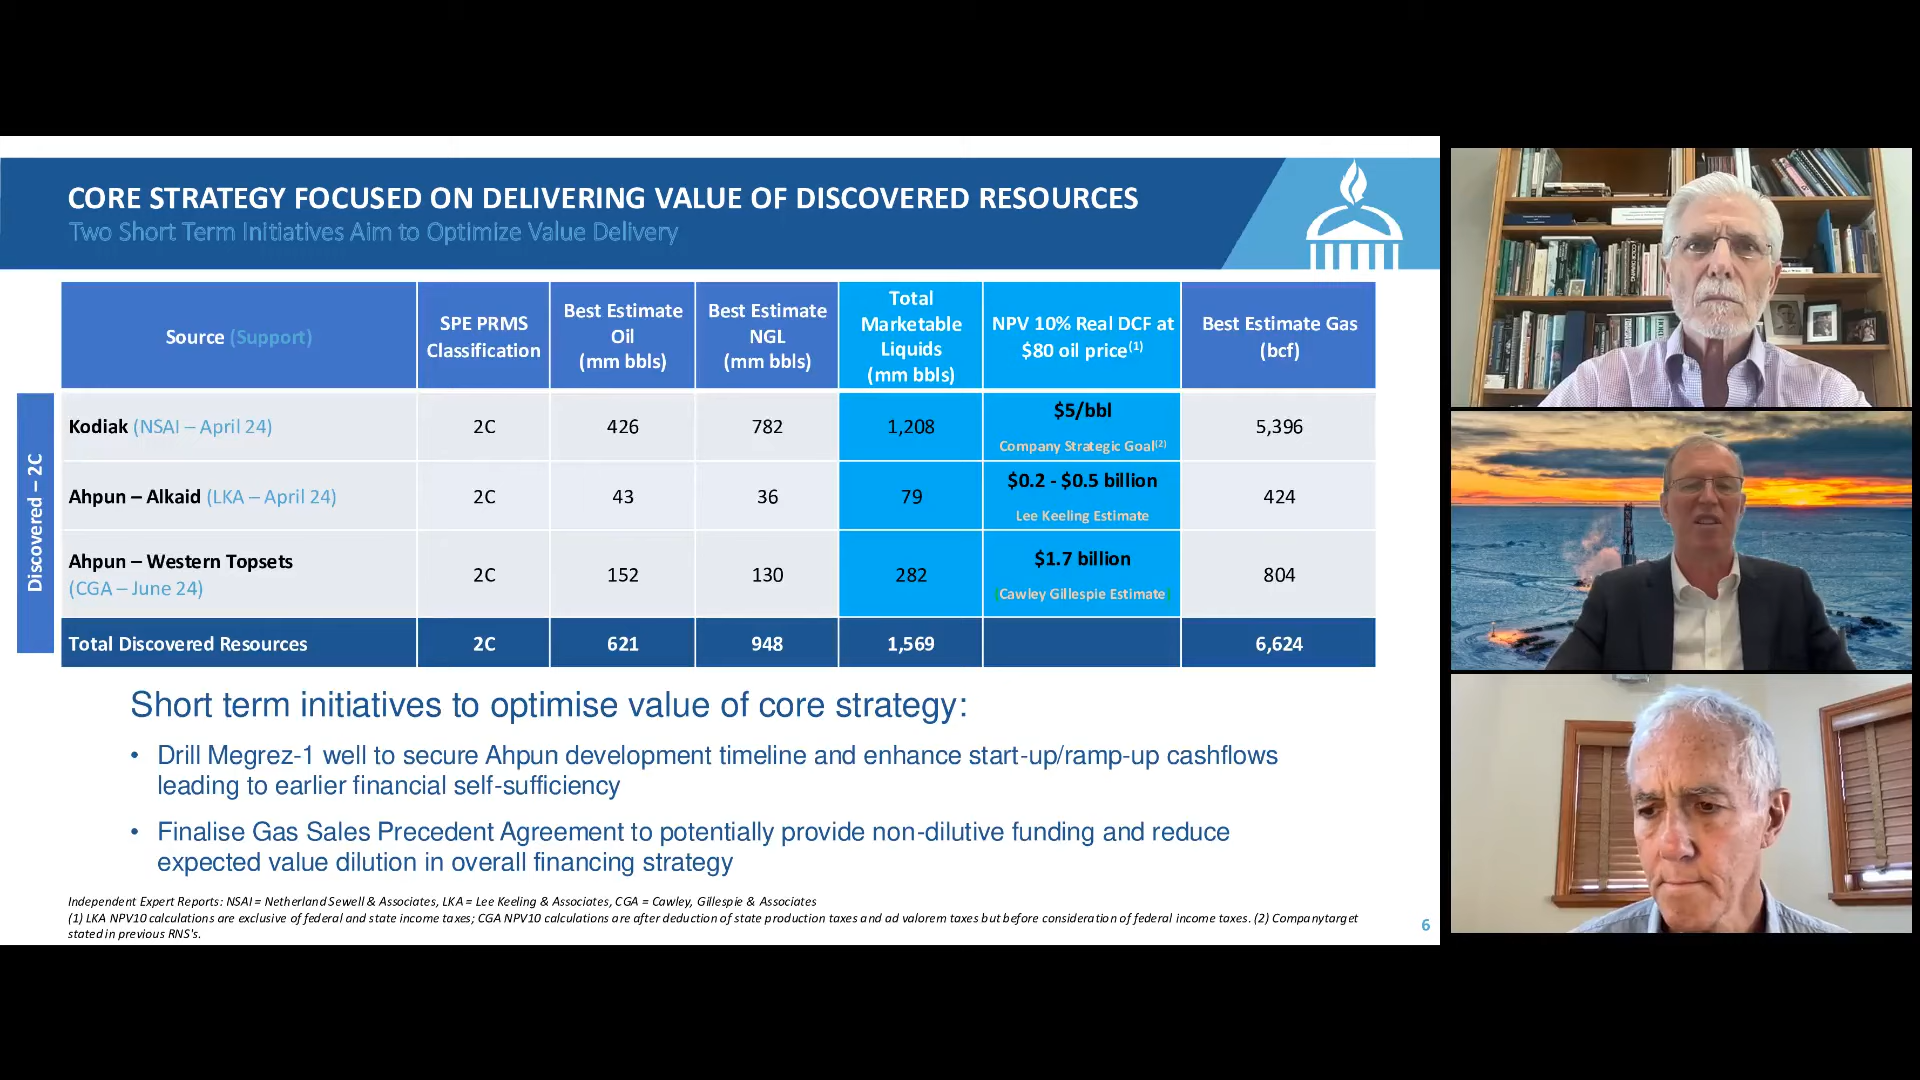 CORE STRATEGY FOCUSED ON DELIVERING VALUE OF DISCOVERED RESOURCES
Two Short Term Initiatives Aim to Optimize Value Delivery
Source (Support)
SPE PRMS
Classification
Best Estimate
Oil
(mm bbls)
Best Estimate
NGL
(mm bbls)
Total
Marketable
Liquids
(mm bbls)
NPV 10% Real DCF at
$80 oil price(1)
Best Estimate Gas
(bcf)
Discovered – 2C
Kodiak (NSAI – April 24)
2C
426
782
1,208
$5/bbl
Company Strategic Goal(2)
5,396
Ahpun – Alkaid (LKA – April 24)
2C
43
36
79
$0.2 - $0.5 billion
Lee Keeling Estimate
424
Ahpun – Western Topsets
(CGA – June 24)
2C
152
130
282
$1.7 billion
Cawley Gillespie Estimate
804
Total Discovered Resources
2C
621
948
1,569
6,624
Short term initiatives to optimise value of core strategy:
• Drill Megrez-1 well to secure Ahpun development timeline and enhance start-up/ramp-up cashflows
leading to earlier financial self-sufficiency
• Finalise Gas Sales Precedent Agreement to potentially provide non-dilutive funding and reduce
expected value dilution in overall financing strategy
Independent Expert Reports: NSAI = Netherland Sewell & Associates, LKA = Lee Keeling & Associates, CGA = Cawley, Gillespie & Associates
(1) LKA NPV10 calculations are exclusive of federal and state income taxes; CGA NPV10 calculations are after deduction of state production taxes and ad valorem taxes but before consideration of federal income taxes. (2) Company target
stated in previous RNS's.
6